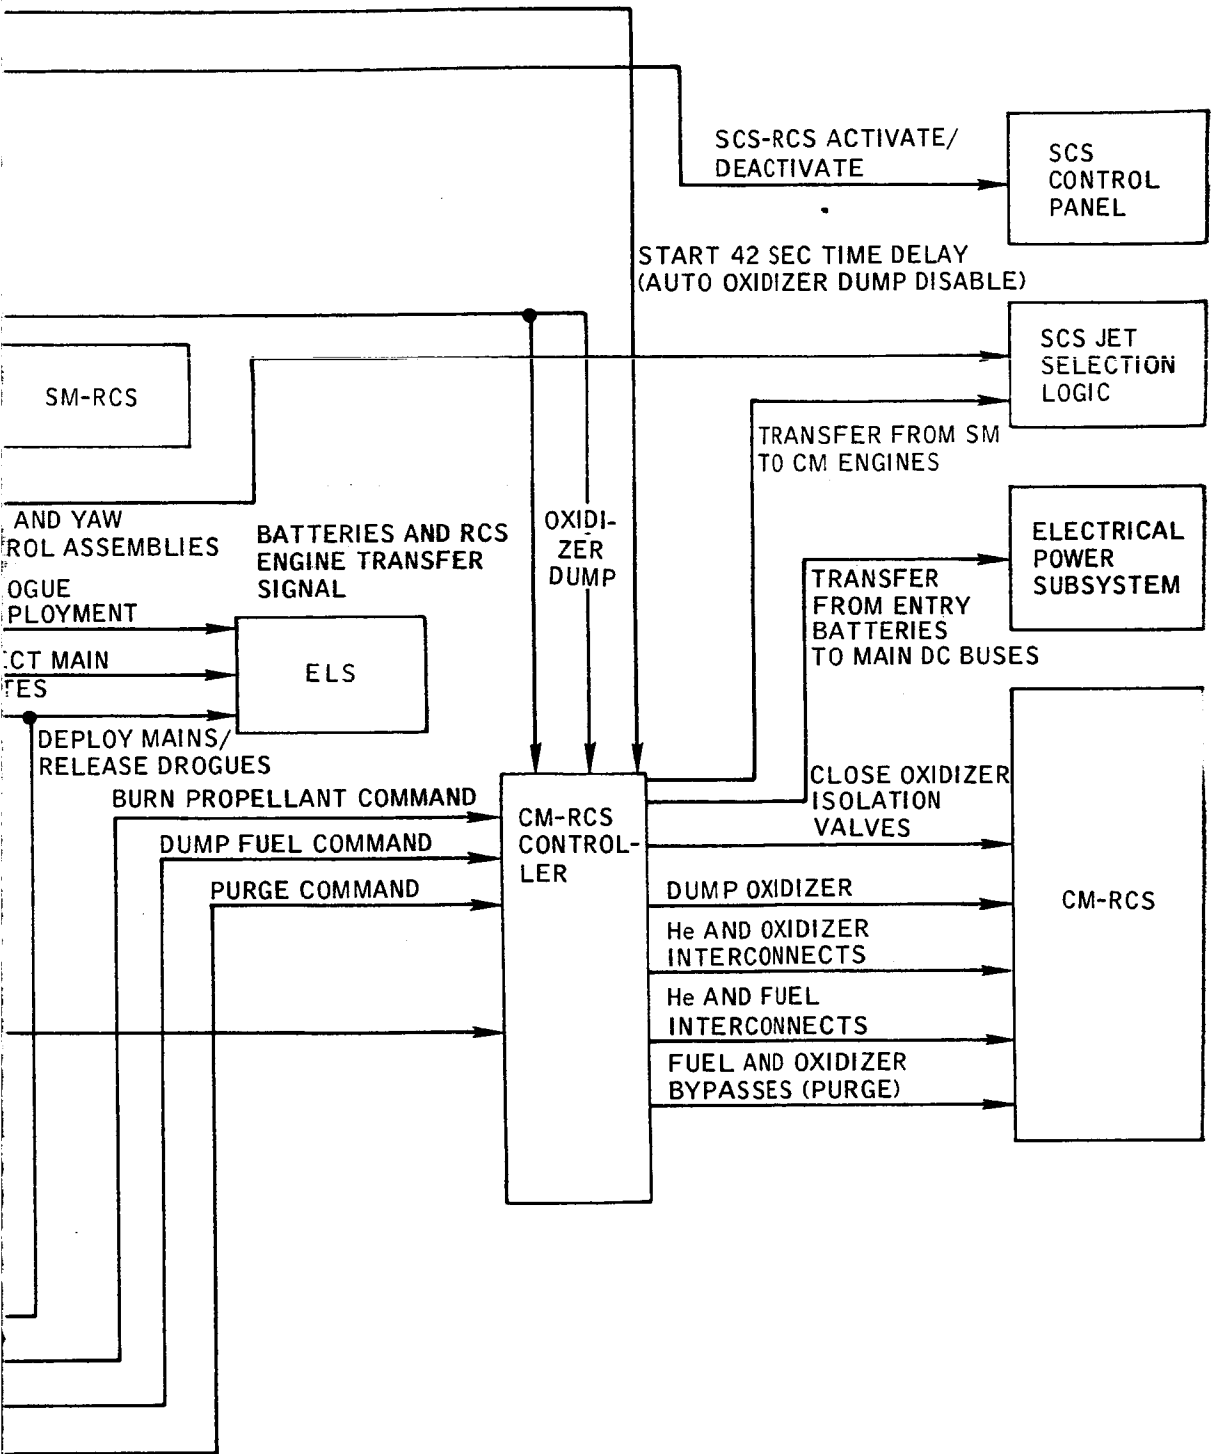 SCS-RCS ACTIVATE/
DEACTIVATE
SCS
CONTROL
PANEL
START 42 SEC TIME DELAY
(AUTO OXIDIZER DUMP DISABLE)
SCS JET
SELECTION
LOGIC
SM-RCS
TRANSFER FROM SM
TO CM ENGINES
AND YAW
ROL ASSEMBLIES
BATTERIES AND RCS
ENGINE TRANSFER
SIGNAL
OXIDI-
ZER
DUMP
ELECTRICAL
POWER
SUBSYSTEM
TRANSFER
FROM ENTRY
BATTERIES
TO MAIN DC BUSES
OGUE
PLOYMENT
ECT MAIN
TES
ELS
DEPLOY MAINS/
RELEASE DROGUES
BURN PROPELLANT COMMAND
DUMP FUEL COMMAND
PURGE COMMAND
CM-RCS
CONTROL-
LER
CLOSE OXIDIZER
ISOLATION
VALVES
DUMP OXIDIZER
He AND OXIDIZER
INTERCONNECTS
He AND FUEL
INTERCONNECTS
FUEL AND OXIDIZER
BYPASSES (PURGE)
CM-RCS